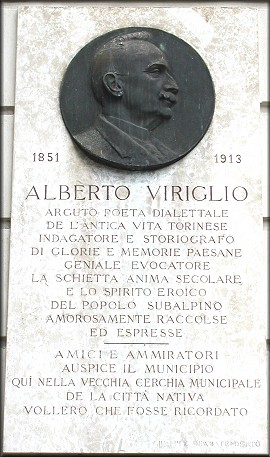 1851 1913
ALBERTO VIRIGLIO
ARGUTO POETA DIALETTALE
DE L'ANTICA VITA TORINESE
INDAGATORE E STORIOGRAFO
DI GLORIE E MEMORIE PAESANE
GENIALE EVOCATORE
LA SCHIETTA ANIMA SECOLARE
E LO SPIRITO EROICO
DEL POPOLO SUBALPINO
AMOROSAMENTE RACCOLSE
ED ESPRESSE
AMICI E AMMIRATORI
AUSPICE IL MUNICIPIO
QUÌ NELLA VECCHIA CERCHIA MUNICIPALE
DE LA CITTÀ NATIVA
VOLLERO CHE FOSSE RICORDATO